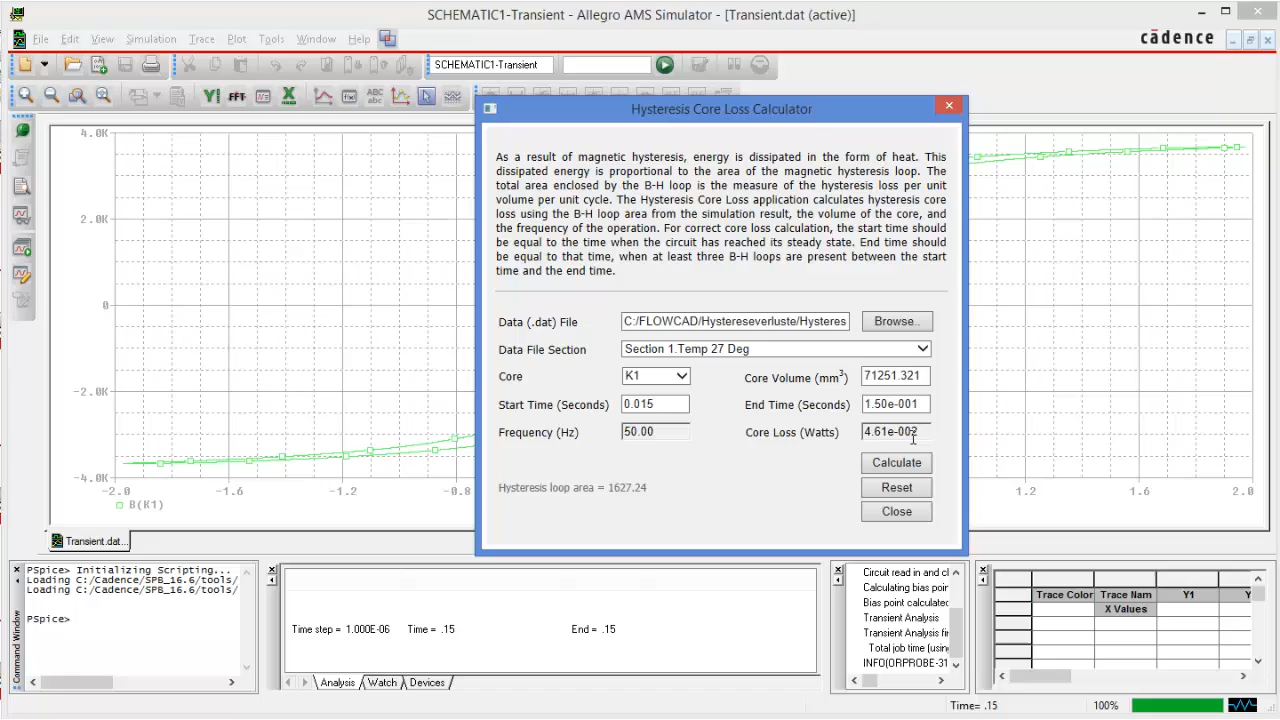 SCHEMATIC1-Transient - Allegro AMS Simulator - [Transient.dat (active)]
File Edit View Simulation Trace Plot Tools Window Help
cādence
SCHEMATIC1-Transient
FFT
ABC
abc
Hysteresis Core Loss Calculator
As a result of magnetic hysteresis, energy is dissipated in the form of heat. This
dissipated energy is proportional to the area of the magnetic hysteresis loop. The
total area enclosed by the B-H loop is the measure of the hysteresis loss per unit
volume per unit cycle. The Hysteresis Core Loss application calculates hysteresis core
loss using the B-H loop area from the simulation result, the volume of the core, and
the frequency of the operation. For correct core loss calculation, the start time should
be equal to the time when the circuit has reached its steady state. End time should
be equal to that time, when at least three B-H loops are present between the start
time and the end time.
Data (.dat) File C:/FLOWCAD/Hystereseverluste/Hysteres Browse..
Data File Section Section 1.Temp 27 Deg
Core K1 Core Volume (mm³) 71251.321
Start Time (Seconds) 0.015 End Time (Seconds) 1.50e-001
Frequency (Hz) 50.00 Core Loss (Watts) 4.61e-002
Calculate
Hysteresis loop area = 1627.24 Reset
Close
4.0K
2.0K
0
-2.0K
-4.0K
-2.0 -1.6 -1.2 -0.8 1.2 1.6 2.0
B(K1)
Transient.dat...
Command Window
PSpice> Initializing Scripting...
Loading C:/Cadence/SPB_16.6/tools/
Loading C:/Cadence/SPB_16.6/tools/
PSpice>
Time step = 1.000E-06 Time = .15 End = .15
Analysis Watch Devices
Circuit read in and cl
Calculating bias poin
Bias point calculated
Transient Analysis
Transient Analysis fin
Total job time (using
INFO(ORPROBE-31
Trace Color Trace Nam Y1 Y
X Values
Time= .15 100%